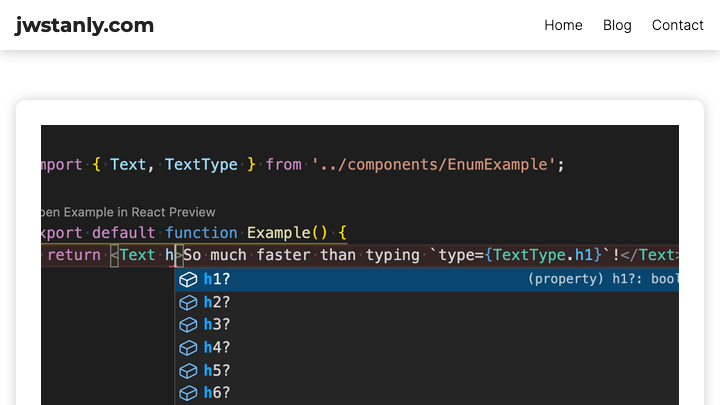 jwstanly.com
Home Blog Contact
mport { Text, TextType } from '../components/EnumExample';
pen Example in React Preview
xport default function Example() {
return <Text h>So much faster than typing `type={TextType.h1}`!</Text>
h1? (property) h1?: bool
h2?
h3?
h4?
h5?
h6?